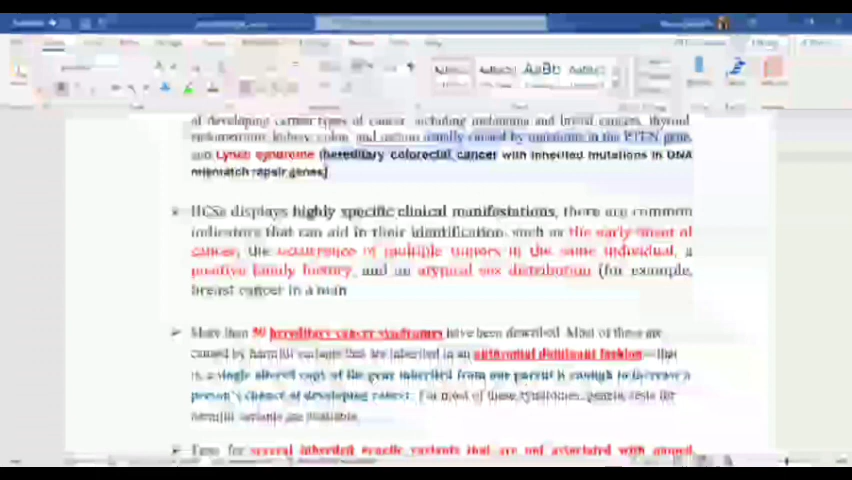 of developing certain types of cancer, including melanoma and breast cancers, thyroid
endometrium, kidney, colon, and rectum usually caused by mutations in the PTEN gene,
and Lynch syndrome (hereditary colorectal cancer with inherited mutations in DNA
mismatch repair genes)
HCSs displays highly specific clinical manifestations, there are common
indicators that can aid in their identification, such as the early onset of
cancer, the occurrence of multiple tumors in the same individual, a
positive family history, and an atypical sex distribution (for example,
breast cancer in a man
➢ More than 50 hereditary cancer syndromes have been described. Most of these are
caused by harmful variants that are inherited in an autosomal dominant fashion—that
is, a single altered copy of the gene inherited from one parent is enough to increase a
person's chance of developing cancer. For most of these syndromes, genetic tests for
harmful variants are available.
➢ Tests for several inherited genetic variants that are not associated with named